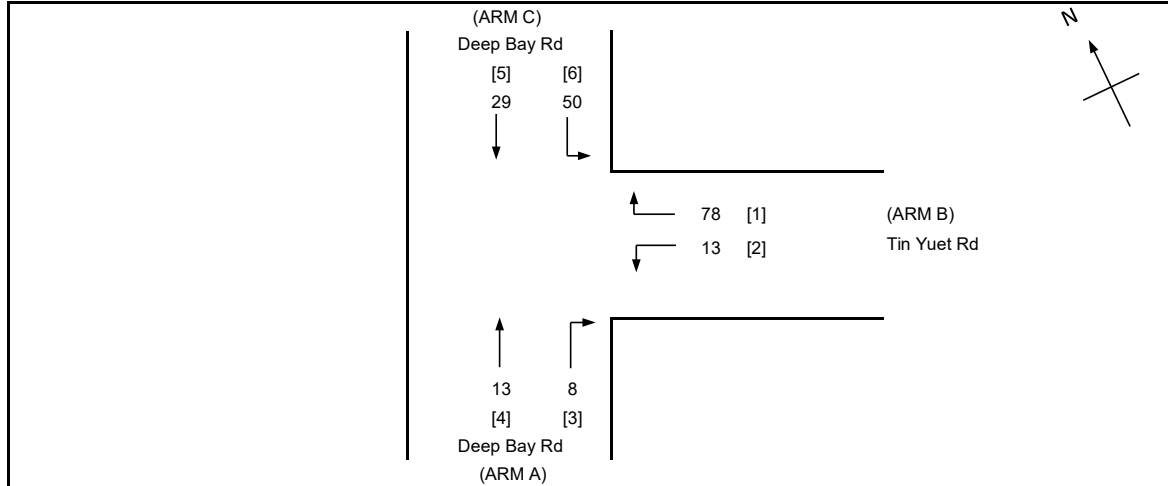 (ARM C)
Deep Bay Rd
[5] [6]
29 50
N
78 [1] (ARM B)
13 [2] Tin Yuet Rd
13 8
[4] [3]
Deep Bay Rd
(ARM A)